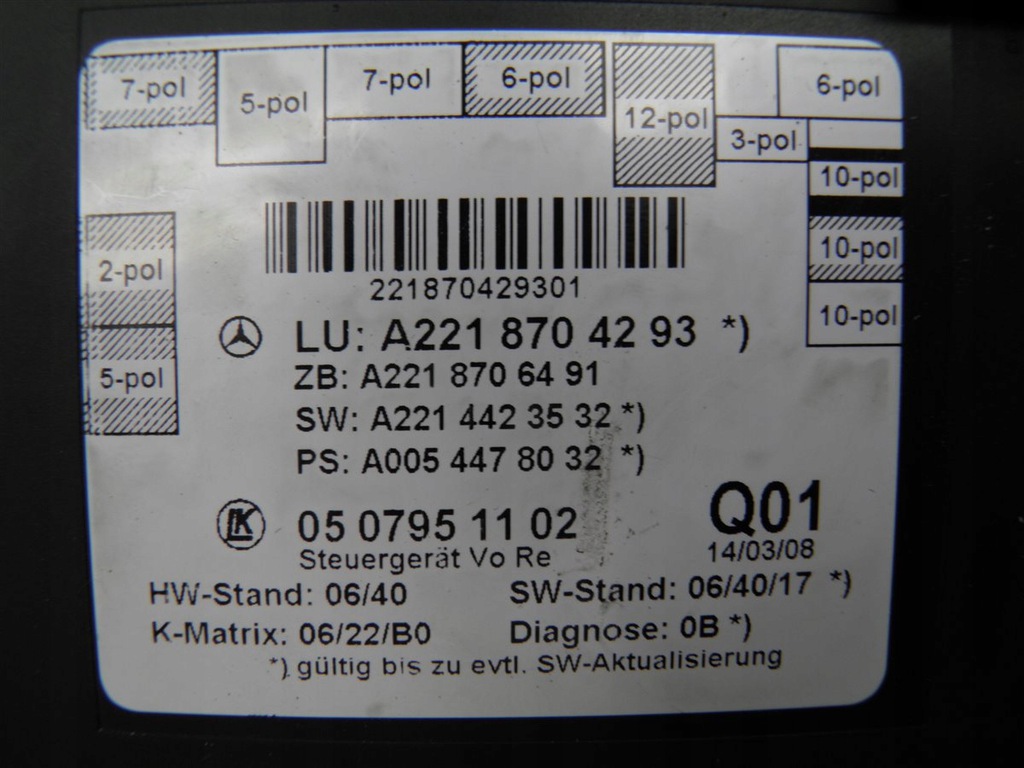 7-pol
5-pol
7-pol
6-pol
12-pol
3-pol
6-pol
10-pol
10-pol
10-pol
2-pol
5-pol
221870429301
LU: A221 870 42 93 *)
ZB: A221 870 64 91
SW: A221 442 35 32 *)
PS: A005 447 80 32 *)
LK 05 0795 11 02
Steuergerät Vo Re
Q01
14/03/08
HW-Stand: 06/40 SW-Stand: 06/40/17 *)
K-Matrix: 06/22/B0 Diagnose: 0B *)
*) gültig bis zu evtl. SW-Aktualisierung